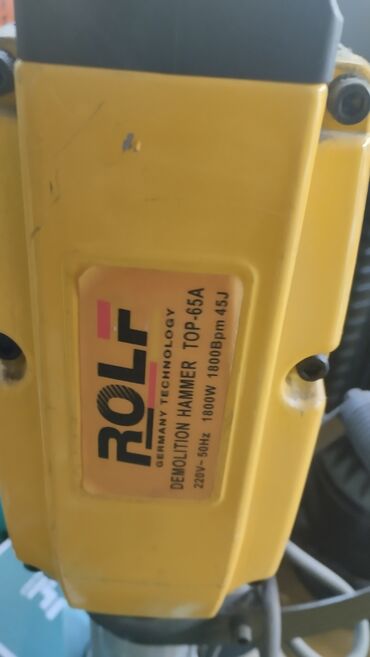 ROLF
GERMANY TECHNOLOGY
DEMOLITION HAMMER TOP-65A
220V~50Hz 1800W 1800Bpm 45J